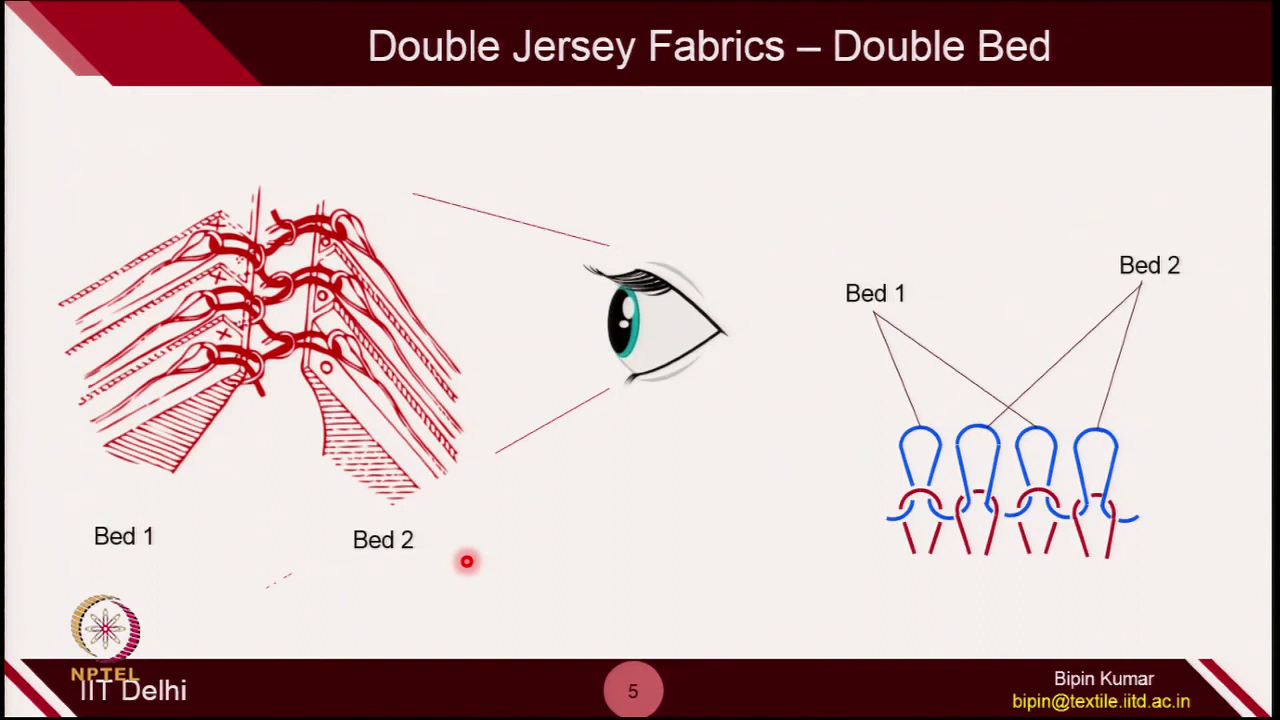 Double Jersey Fabrics – Double Bed
Bed 2
Bed 1
Bed 1
Bed 2
NPTEL
IIT Delhi
5
Bipin Kumar
bipin@textile.iitd.ac.in